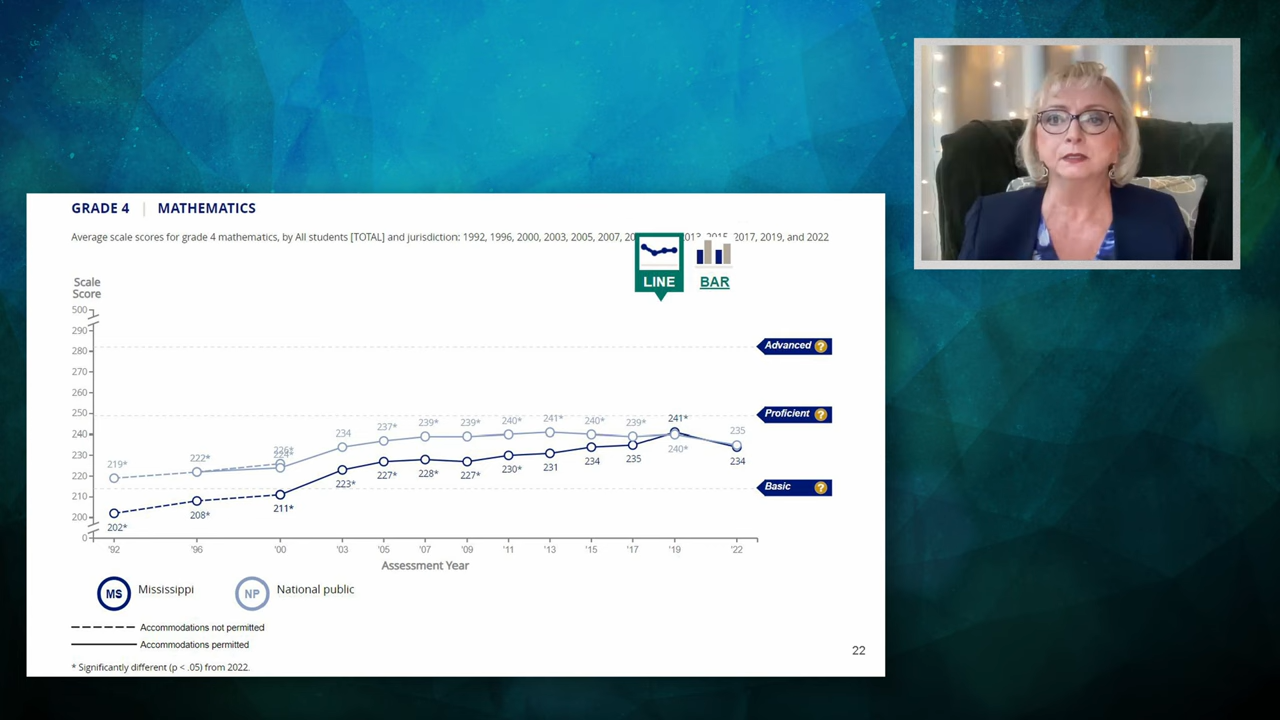 GRADE 4 | MATHEMATICS
Average scale scores for grade 4 mathematics, by All students [TOTAL] and jurisdiction: 1992, 1996, 2000, 2003, 2005, 2007, 2013, 2015, 2017, 2019, and 2022
LINE BAR
Scale
Score
500
290
280
270
260
250
240
230
220
210
200
0
Advanced ?
Proficient ?
Basic ?
219* 222* 224* 234 237* 239* 239* 240* 241* 240* 239* 240* 235
202* 208* 211* 223* 227* 228* 227* 230* 231 234 235 241* 234
'92 '96 '00 '03 '05 '07 '09 '11 '13 '15 '17 '19 '22
Assessment Year
MS Mississippi NP National public
Accommodations not permitted
Accommodations permitted
* Significantly different (p < .05) from 2022.
22